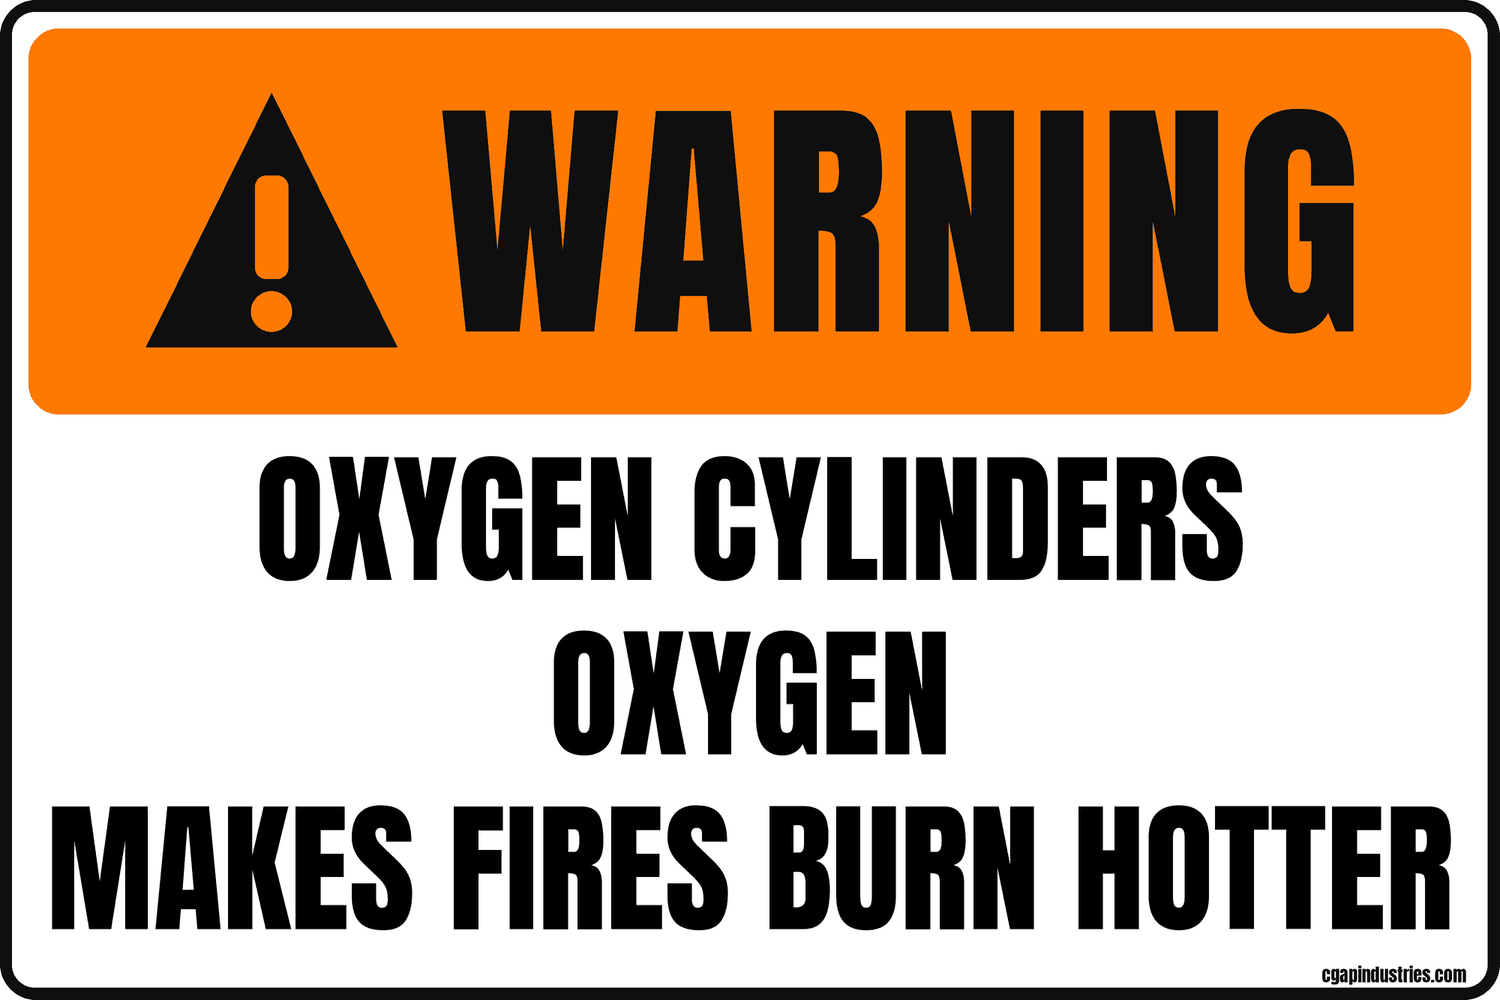 WARNING
OXYGEN CYLINDERS
OXYGEN
MAKES FIRES BURN HOTTER
cgapindustries.com